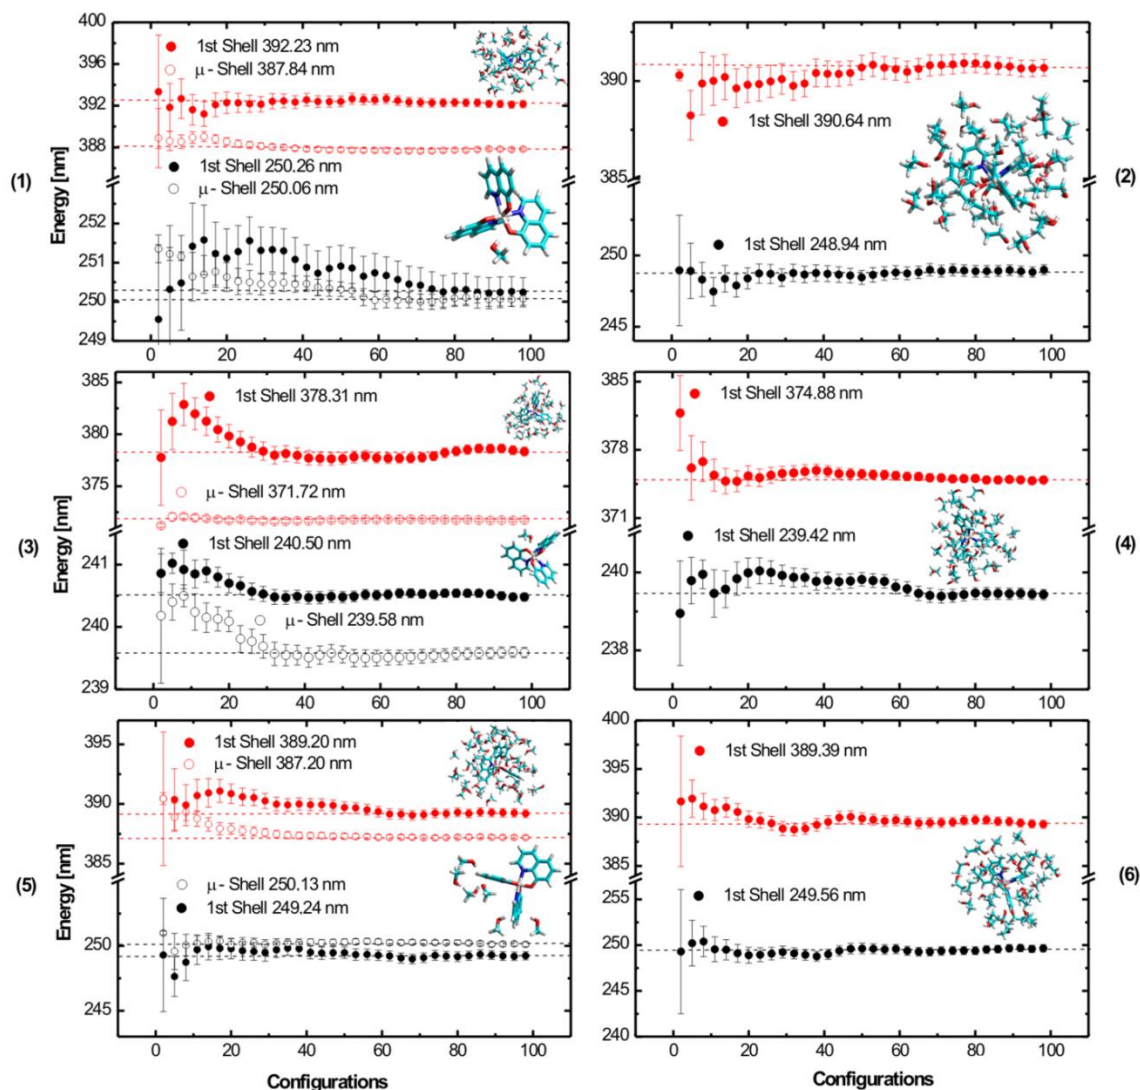 (1)
Energy [nm]
400
396
392
388
252
251
250
249
1st Shell 392.23 nm
μ - Shell 387.84 nm
1st Shell 250.26 nm
μ - Shell 250.06 nm
0 20 40 60 80 100
(2)
390
385
250
245
1st Shell 390.64 nm
1st Shell 248.94 nm
0 20 40 60 80 100
(3)
Energy [nm]
385
380
375
241
240
239
1st Shell 378.31 nm
μ - Shell 371.72 nm
1st Shell 240.50 nm
μ - Shell 239.58 nm
0 20 40 60 80 100
(4)
385
378
371
240
238
1st Shell 374.88 nm
1st Shell 239.42 nm
0 20 40 60 80 100
(5)
Energy [nm]
395
390
385
250
245
1st Shell 389.20 nm
μ - Shell 387.20 nm
μ - Shell 250.13 nm
1st Shell 249.24 nm
0 20 40 60 80 100
Configurations
(6)
400
395
390
385
255
250
245
240
1st Shell 389.39 nm
1st Shell 249.56 nm
0 20 40 60 80 100
Configurations